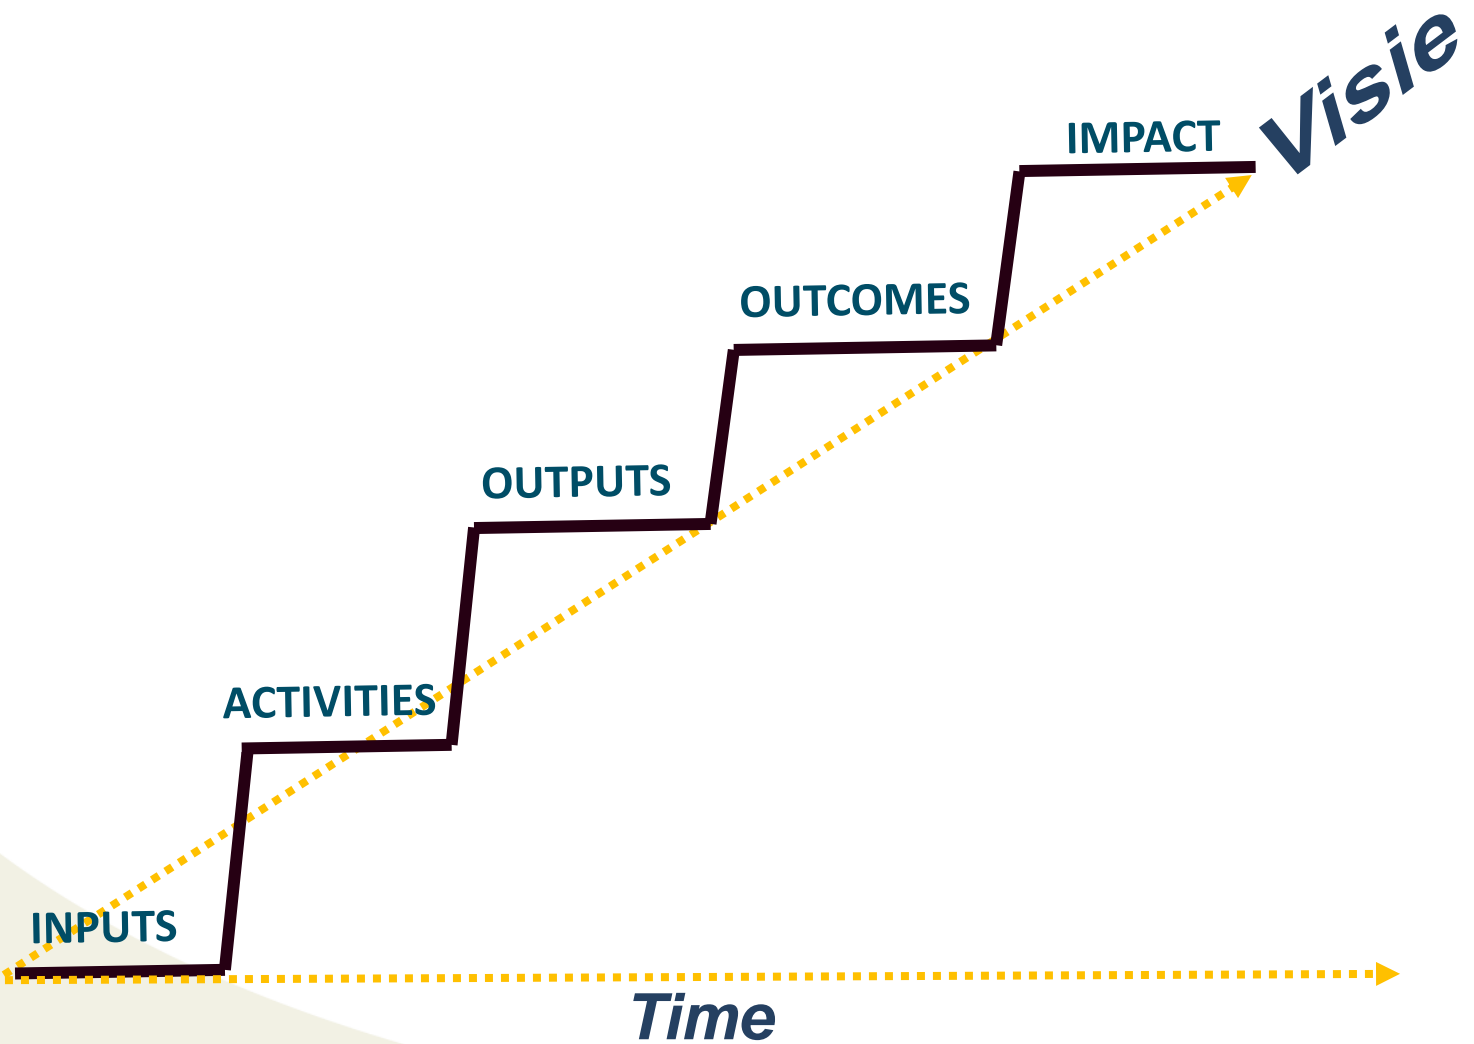 Visie
IMPACT
OUTCOMES
OUTPUTS
ACTIVITIES
INPUTS
Time